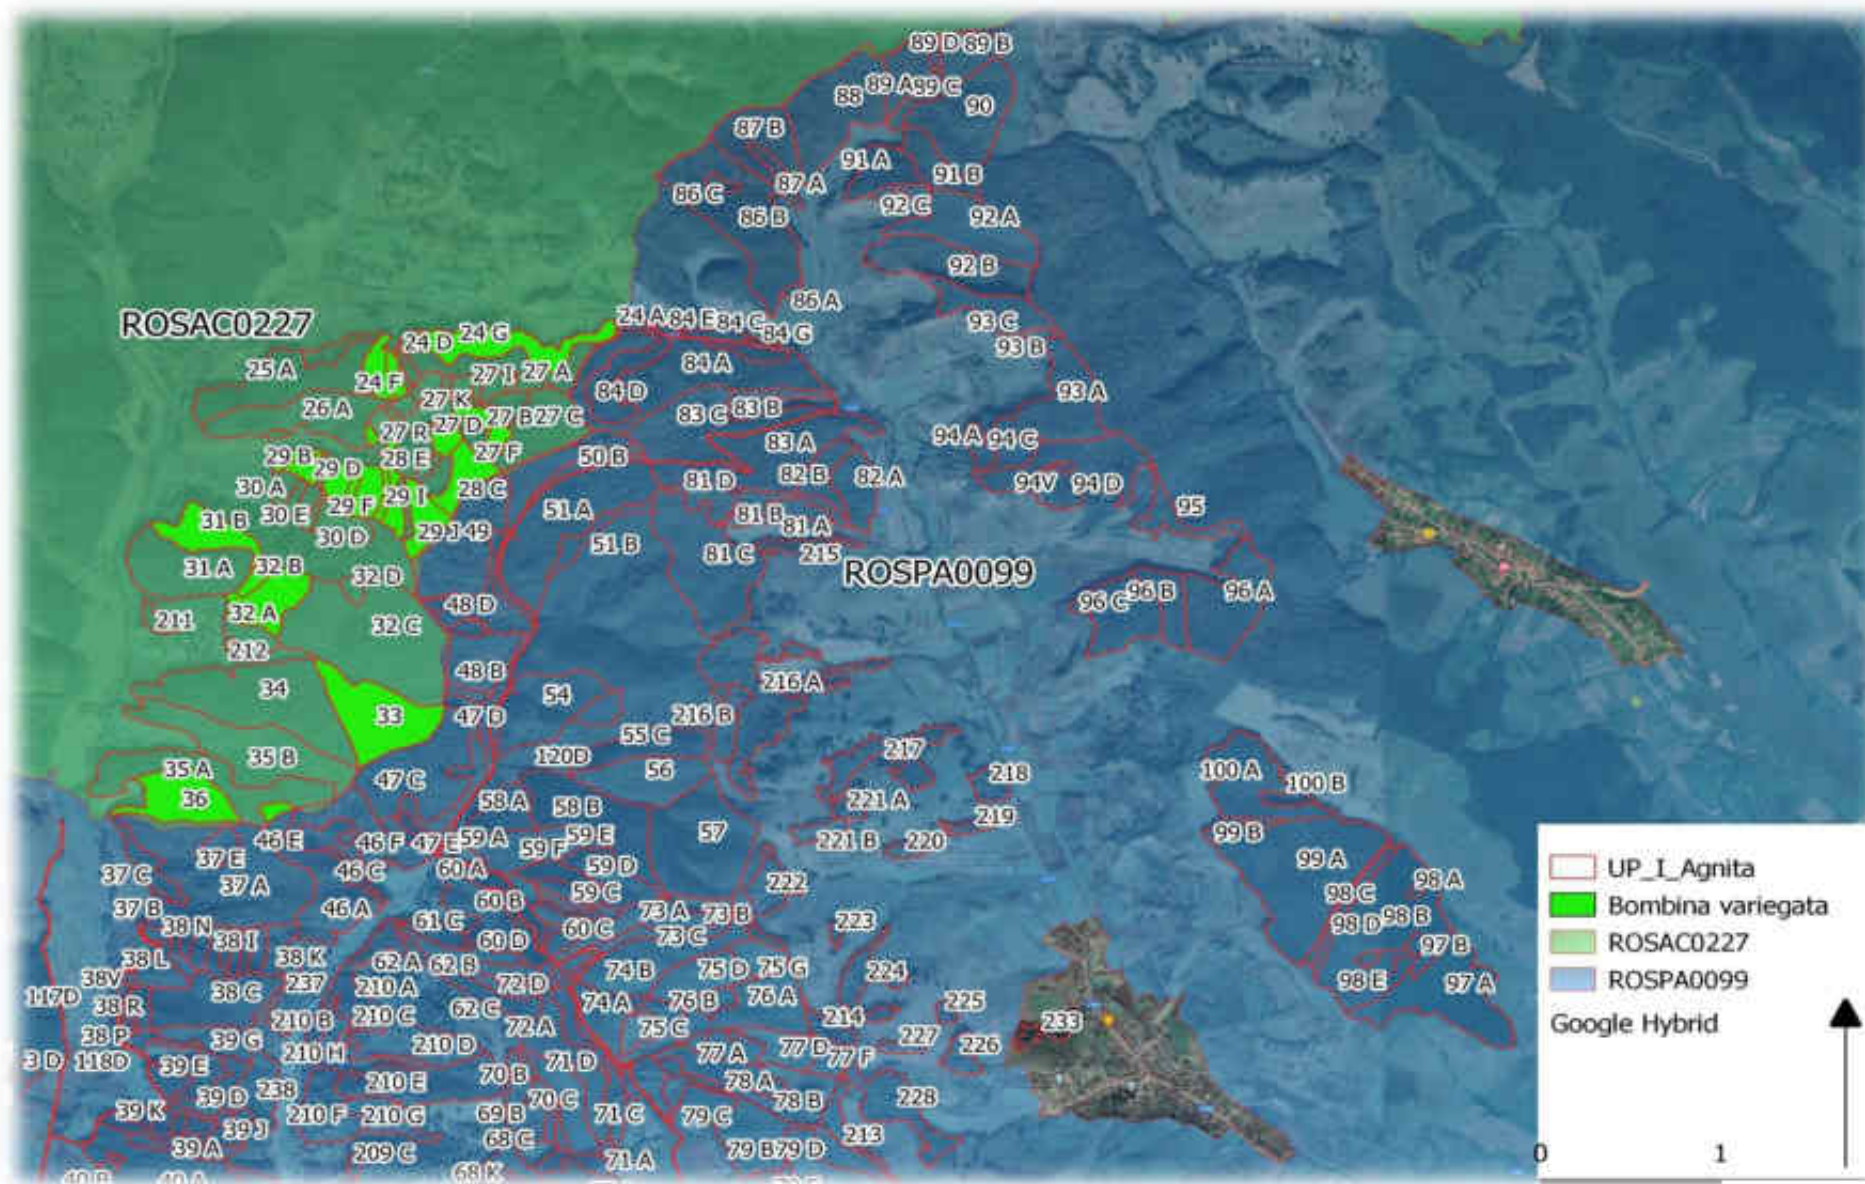 89 D 89 B
88 89 A 89 C
90
87 B
91 A
87 A 91 B
86 C
92 C
86 B 92 A
92 B
86 A
ROSAC0227
24 A 84 E 84 C 93 C
24 D 24 G 84 G
93 B
84 A
25 A 24 F 27 I 27 A
84 D 93 A
26 A 27 K 83 C 83 B
27 R 27 D 27 B 27 C
94 A 94 C
83 A
29 B 29 D 28 E 27 F 50 B
82 B 82 A
30 A 28 C 81 D 94V 94 D
29 F 29 I
95
31 B 30 E 51 A 81 B
30 D 29 J 49 81 A
51 B 81 C 215
31 A 32 B 32 D
ROSPA0099
96 C 96 B 96 A
211 32 A 48 D
32 C
212
48 B
34 54 216 A
33 47 D 216 B
55 C
35 B 120D 217
35 A 47 C 56 218
100 A 100 B
36 58 A 58 B 221 A
219
46 E 46 F 47 E 59 A 59 E 57 221 B 220
99 B
37 E 59 F
37 C 46 C 60 A 59 D 99 A
37 A 222
59 C 98 C 98 A
37 B 46 A 60 B
38 N 61 C 73 A 73 B 223
98 D 98 B
38 I 60 D 60 C 73 C
97 B
38 L 38 K 62 A 62 B 74 B 75 D 75 G 224
38V 237 210 A 72 D 98 E 97 A
117D 38 C
38 R 62 C 74 A 76 B 76 A 225
210 B 210 C 72 A 75 C 214 233
38 P 39 G 210 D 227
3 D 118D 210 H 77 A 77 D 77 F 226
39 E 71 D
210 E 70 B 78 A
39 D 238 70 C 78 B 228
39 K 210 F 210 G 69 B 71 C 79 C
39 J 68 C 213
39 A 209 C 71 A 79 B 79 D
40 B 40 A 68 K
UP_I_Agnita
Bombina variegata
ROSAC0227
ROSPA0099
Google Hybrid
0 1